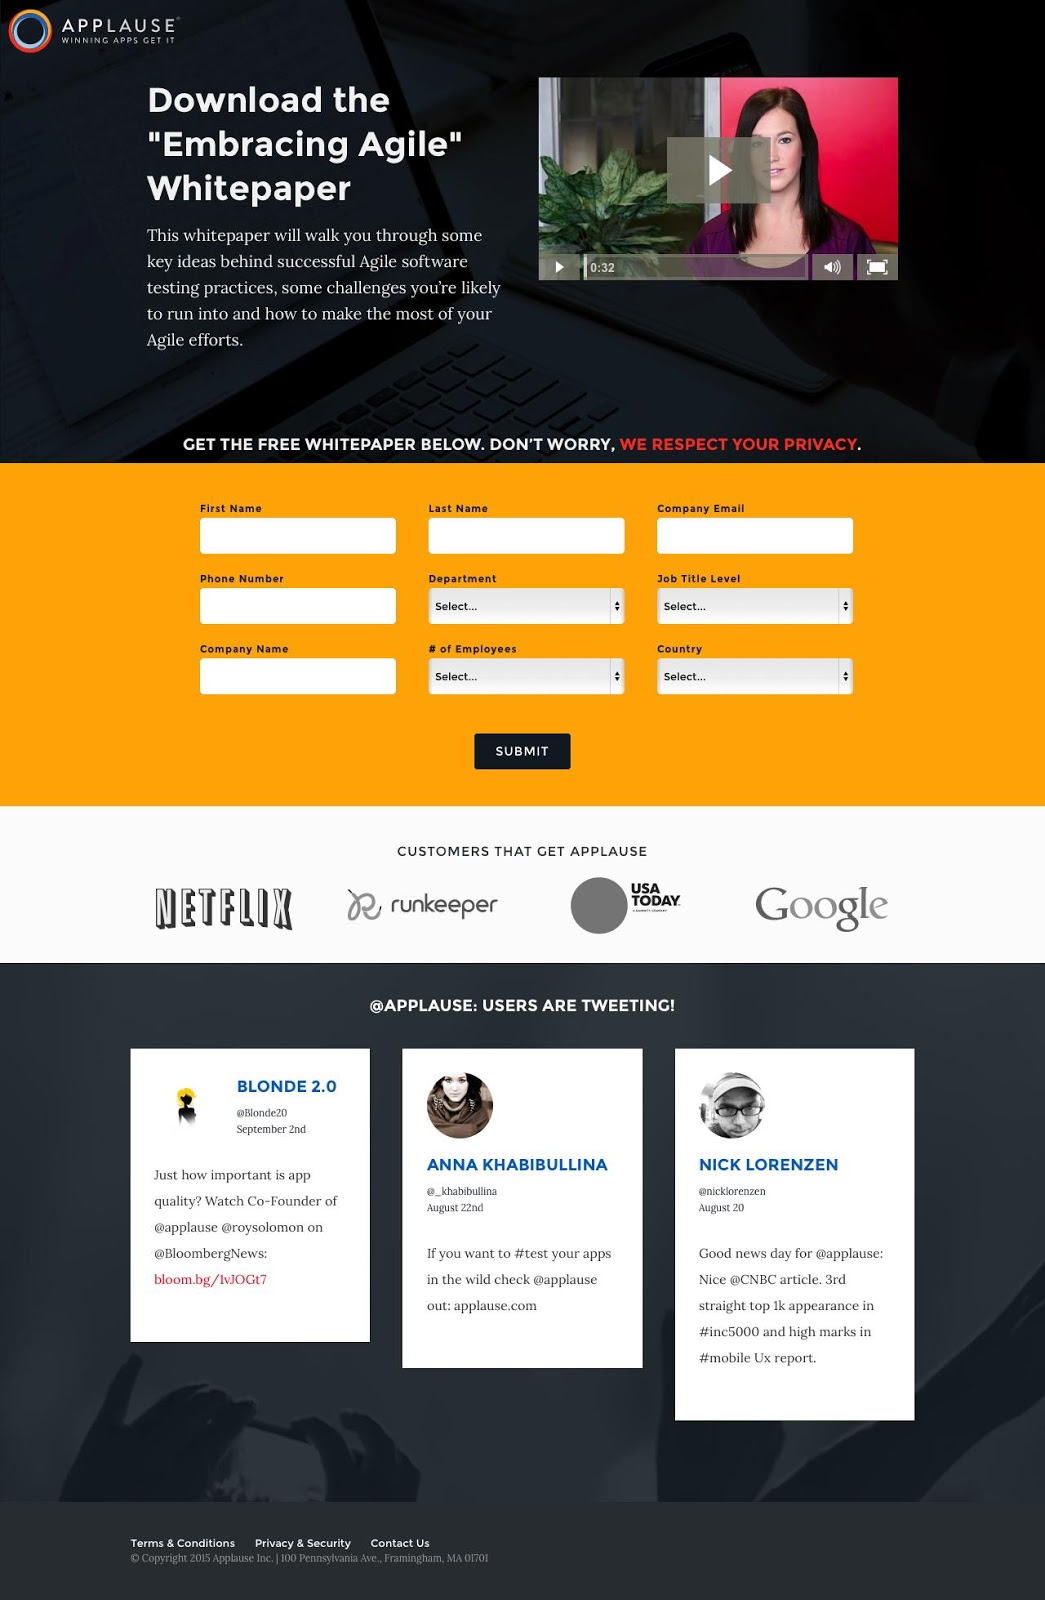 APPLAUSE®
WINNING APPS GET IT
Download the
"Embracing Agile"
Whitepaper
This whitepaper will walk you through some
key ideas behind successful Agile software
testing practices, some challenges you’re likely
to run into and how to make the most of your
Agile efforts.
0:32
GET THE FREE WHITEPAPER BELOW. DON’T WORRY, WE RESPECT YOUR PRIVACY.
First Name
Last Name
Company Email
Phone Number
Department
Select...
Job Title Level
Select...
Company Name
# of Employees
Select...
Country
Select...
SUBMIT
CUSTOMERS THAT GET APPLAUSE
NETFLIX
runkeeper
USA
TODAY
A GANNETT COMPANY
Google
@APPLAUSE: USERS ARE TWEETING!
BLONDE 2.0
@Blonde20
September 2nd
Just how important is app
quality? Watch Co-Founder of
@applause @roysolomon on
@BloombergNews:
bloom.bg/1vJOGt7
ANNA KHABIBULLINA
@_khabibullina
August 22nd
If you want to #test your apps
in the wild check @applause
out: applause.com
NICK LORENZEN
@nicklorenzen
August 20
Good news day for @applause:
Nice @CNBC article. 3rd
straight top 1k appearance in
#inc5000 and high marks in
#mobile Ux report.
Terms & Conditions
Privacy & Security
Contact Us
© Copyright 2015 Applause Inc. | 100 Pennsylvania Ave., Framingham, MA 01701